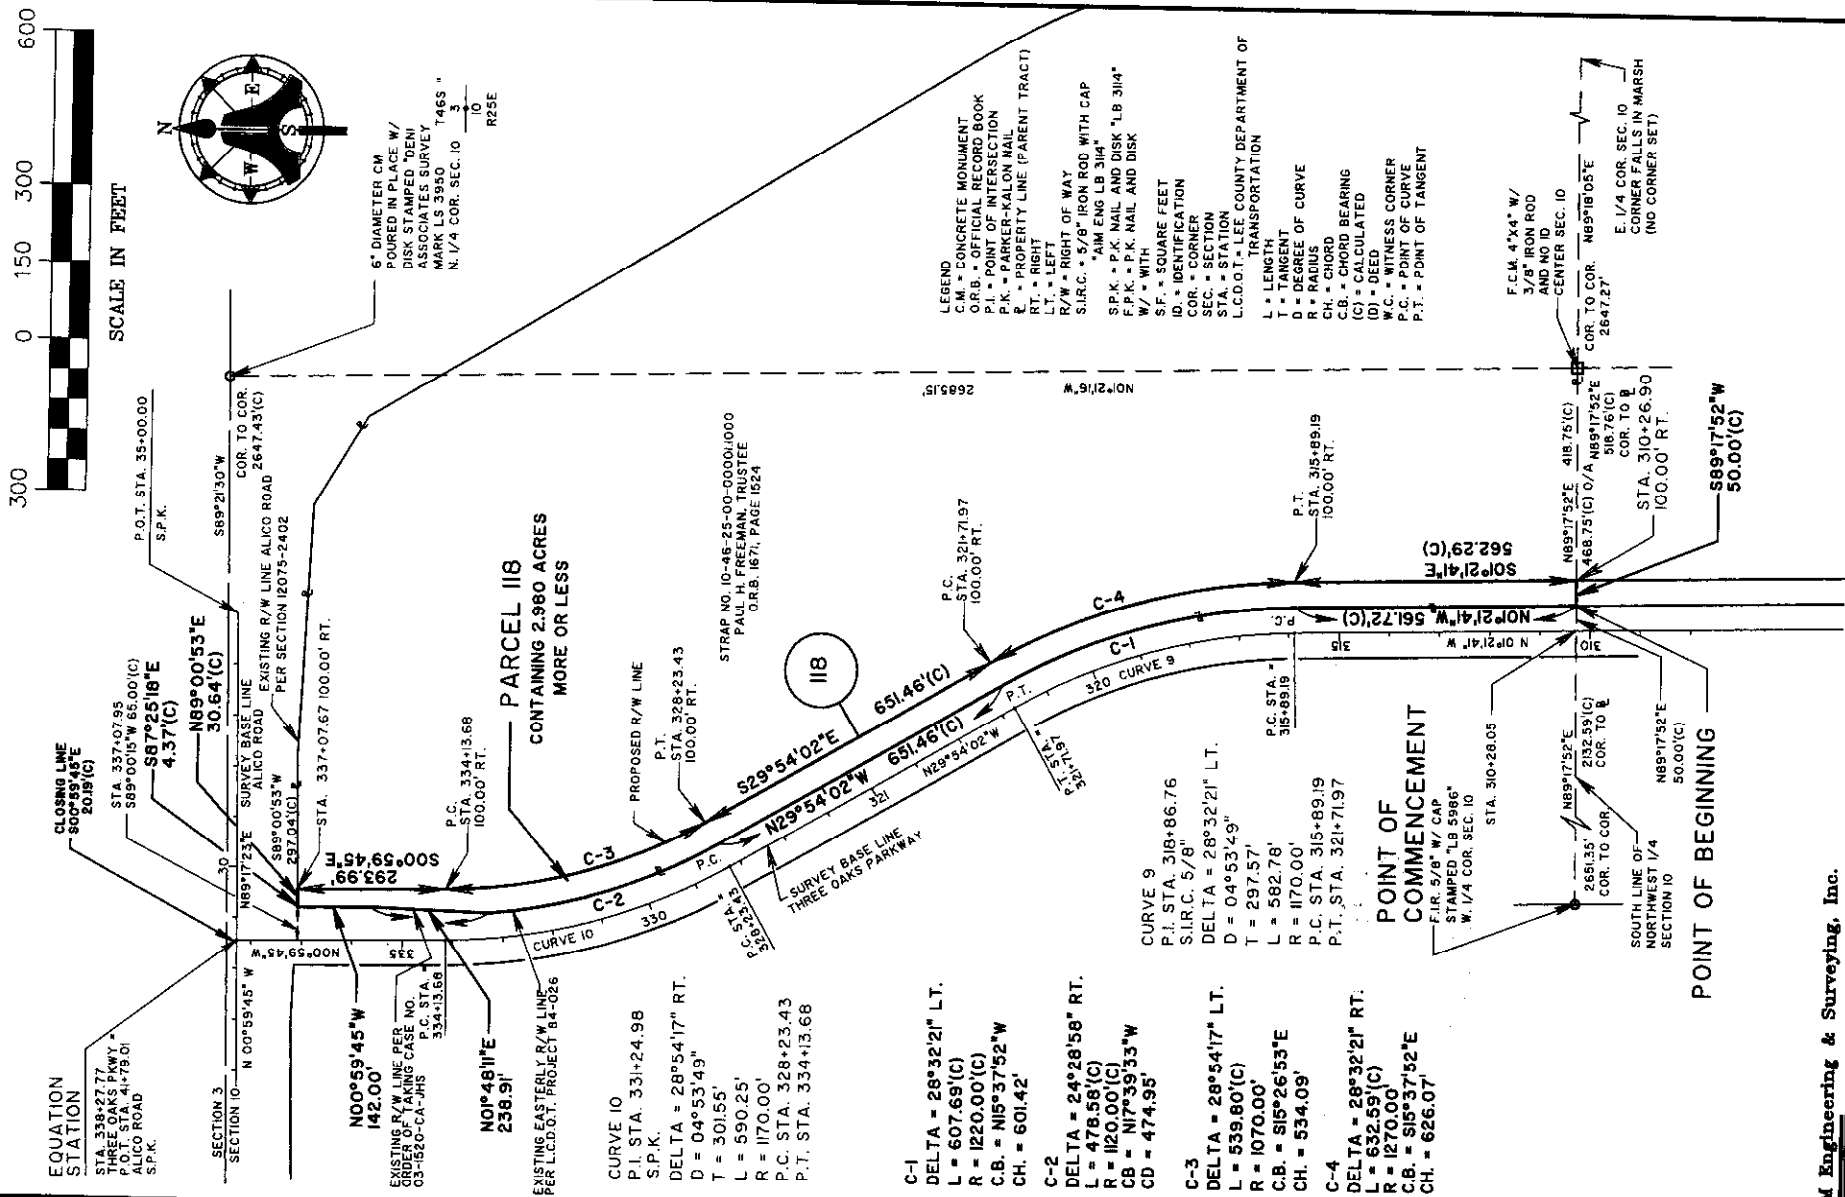 600
300
150
0
300
SCALE IN FEET
N
W
E
S
6" DIAMETER CM
POURED IN PLACE W/
DISK STAMPED "DENI
ASSOCIATES SURVEY
MARK LS 3950 T46S "
N. 1/4 COR. SEC. 10
3
10
R25E
P.O.T. STA. 35+00.00
S.P.K.
S89°21'30"W
COR. TO COR.
2647.43'(C)
EXISTING R/W LINE ALICO ROAD
PER SECTION 12075-2402
SURVEY BASE LINE
ALICO ROAD
N89°00'53"E
30.64'(C)
S87°25'18"E
4.37'(C)
STA. 337+07.95
S89°00'15"W 65.00'(C)
CLOSING LINE
S00°59'45"E
20.19'(C)
EQUATION
STATION
STA. 338+27.77
THREE OAKS PKWY =
P.O.T. STA. 41+79.01
ALICO ROAD
S.P.K.
SECTION 3
SECTION 10
N 00°59'45" W
N00°59'45"W
30
N89°17'23"E
S89°00'53"W
297.04'(C)
STA. 337+07.67 100.00' RT.
S00°59'45"E
293.99'
P.C.
STA. 334+13.68
100.00' RT.
PARCEL 118
CONTAINING 2.980 ACRES
MORE OR LESS
N00°59'45"W
142.00'
EXISTING R/W LINE PER
ORDER OF TAKING CASE NO.
03-1520-CA-JHS
P.C. STA. =
334+13.68
335
N01°48'11"E
238.91'
EXISTING EASTERLY R/W LINE
PER L.C.D.O.T. PROJECT 84-026
CURVE 10
C-3
C-2
330
PROPOSED R/W LINE
P.T.
STA. 328+23.43
100.00' RT.
P.C.
P.C. STA. =
328+23.43
SURVEY BASE LINE
THREE OAKS PARKWAY
S29°54'02"E
651.46'(C)
N29°54'02"W
651.46'(C)
N29°54'02"W
321
118
STRAP NO. 10-46-25-00-00001.1000
PAUL H. FREEMAN, TRUSTEE
O.R.B. 1671, PAGE 1524
P.C.
STA. 321+71.97
100.00' RT.
P.T.
P.T. STA. =
321+71.97
C-4
C-1
320
CURVE 9
P.T.
STA. 315+89.19
100.00' RT.
P.C.
P.C. STA. =
315+89.19
315
S01°21'41"E
562.29'(C)
N01°21'41"W
561.72'(C)
N 01°21'41" W
310
2685.15'
N01°21'16"W
LEGEND
C.M. = CONCRETE MONUMENT
O.R.B. = OFFICIAL RECORD BOOK
P.I. = POINT OF INTERSECTION
P.K. = PARKER-KALON NAIL
PL = PROPERTY LINE (PARENT TRACT)
RT. = RIGHT
LT. = LEFT
R/W = RIGHT OF WAY
S.I.R.C. = 5/8" IRON ROD WITH CAP
"AIM ENG LB 3114"
S.P.K. = P.K. NAIL AND DISK "LB 3114"
F.P.K. = P.K. NAIL AND DISK
W/ = WITH
S.F. = SQUARE FEET
ID. = IDENTIFICATION
COR. = CORNER
SEC. = SECTION
STA. = STATION
L.C.D.O.T. = LEE COUNTY DEPARTMENT OF
TRANSPORTATION
L = LENGTH
T = TANGENT
D = DEGREE OF CURVE
R = RADIUS
CH. = CHORD
C.B. = CHORD BEARING
(C) = CALCULATED
(D) = DEED
W.C. = WITNESS CORNER
P.C. = POINT OF CURVE
P.T. = POINT OF TANGENT
F.C.M. 4"X4" W/
3/8" IRON ROD
AND NO ID
CENTER SEC. 10
COR. TO COR.
2647.27'
N89°18'05"E
E. 1/4 COR. SEC. 10
CORNER FALLS IN MARSH
(NO CORNER SET)
N89°17'52"E 418.75'(C)
468.75'(C) O/A
N89°17'52"E
518.76'(C)
COR. TO BL
STA. 310+26.90
100.00' RT.
S89°17'52"W
50.00'(C)
CURVE 10
P.I. STA. 331+24.98
S.P.K.
DELTA = 28°54'17" RT.
D = 04°53'49"
T = 301.55'
L = 590.25'
R = 1170.00'
P.C. STA. 328+23.43
P.T. STA. 334+13.68
CURVE 9
P.I. STA. 318+86.76
S.I.R.C. 5/8"
DELTA = 28°32'21" LT.
D = 04°53'49"
T = 297.57'
L = 582.78'
R = 1170.00'
P.C. STA. 315+89.19
P.T. STA. 321+71.97
C-1
DELTA = 28°32'21" LT.
L = 607.69'(C)
R = 1220.00'(C)
C.B. = N15°37'52"W
CH. = 601.42'
C-2
DELTA = 24°28'58" RT.
L = 478.58'(C)
R = 1120.00'(C)
CB = N17°39'33"W
CD = 474.95'
C-3
DELTA = 28°54'17" LT.
L = 539.80'(C)
R = 1070.00'
C.B. = S15°26'53"E
CH. = 534.09'
C-4
DELTA = 28°32'21" RT.
L = 632.59'(C)
R = 1270.00'
C.B. = S15°37'52"E
CH. = 626.07'
POINT OF
COMMENCEMENT
F.I.R. 5/8" W/ CAP
STAMPED "LB 5986"
W. 1/4 COR. SEC. 10
STA. 310+28.05
2651.35'
COR. TO COR.
N89°17'52"E
2132.59'(C)
COR. TO BL
N89°17'52"E
50.00'(C)
SOUTH LINE OF
NORTHWEST 1/4
SECTION 10
POINT OF BEGINNING
Engineering & Surveying, Inc.